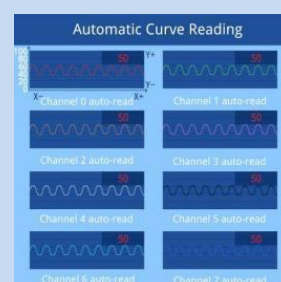 Automatic Curve Reading
100
50
Y+
50
Y-
X-
X+
Channel 0 auto-read
Channel 1 auto-read
50
50
Channel 2 auto-read
Channel 3 auto-read
50
50
Channel 4 auto-read
Channel 5 auto-read
50
50
Channel 6 auto-read
Channel 7 auto-read